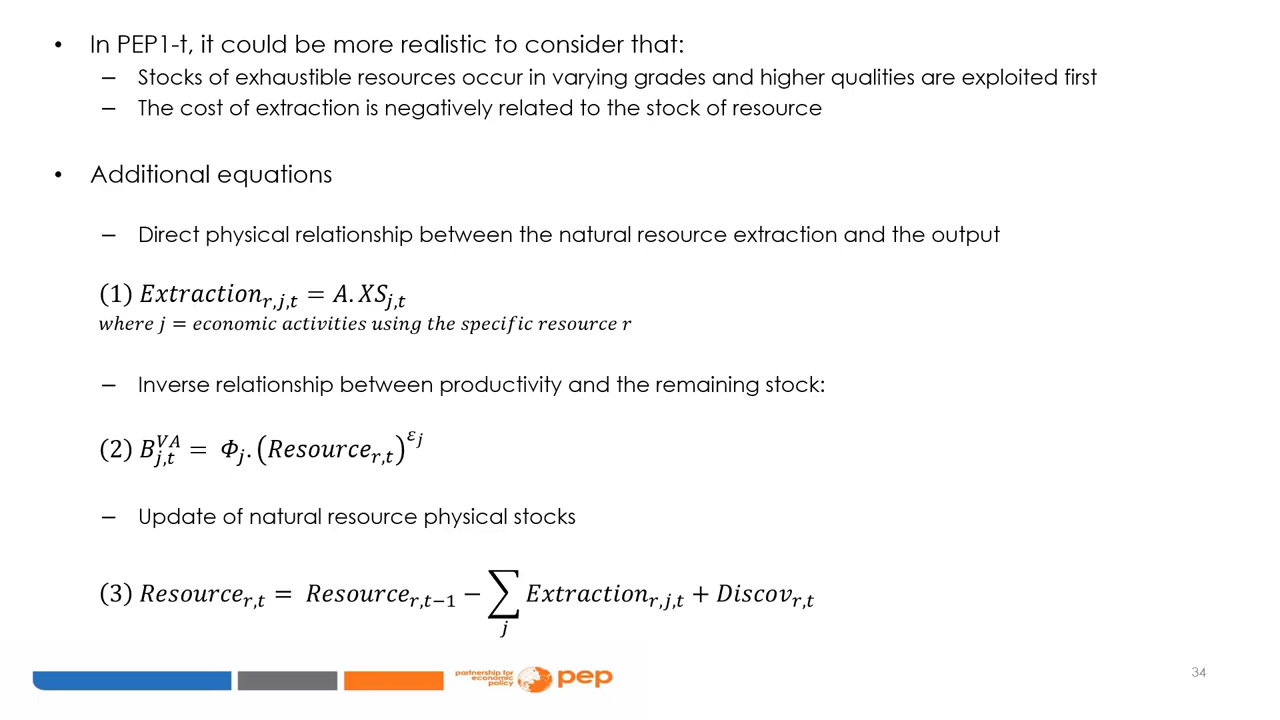 • In PEP1-t, it could be more realistic to consider that:
– Stocks of exhaustible resources occur in varying grades and higher qualities are exploited first
– The cost of extraction is negatively related to the stock of resource
• Additional equations
– Direct physical relationship between the natural resource extraction and the output
(1) Extraction_{r,j,t} = A. XS_{j,t}
where j = economic activities using the specific resource r
– Inverse relationship between productivity and the remaining stock:
(2) B_{j,t}^{VA} = Φ_j. (Resource_{r,t})^{ε_j}
– Update of natural resource physical stocks
(3) Resource_{r,t} = Resource_{r,t−1} − ∑_j Extraction_{r,j,t} + Discov_{r,t}
partnership for
economic
policy
pep
34